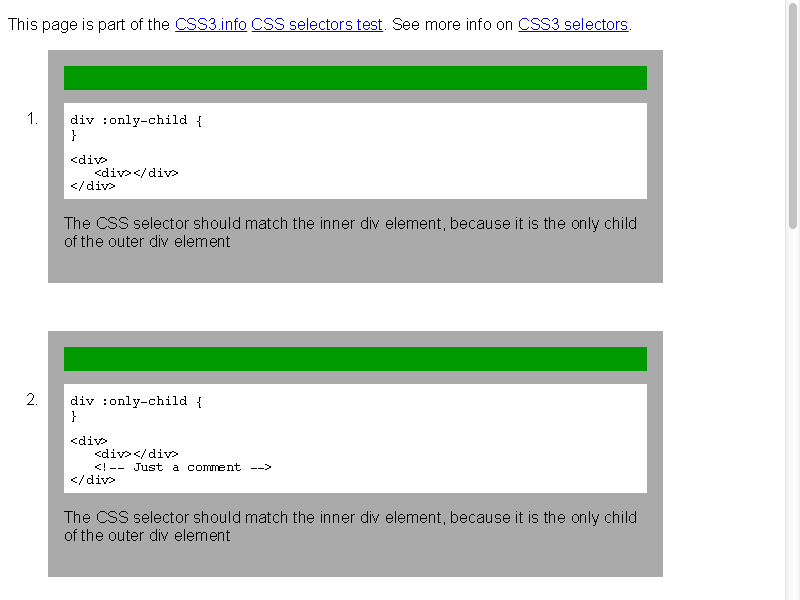 This page is part of the CSS3.info CSS selectors test. See more info on CSS3 selectors.
1.
div :only-child {
}
<div>
   <div></div>
</div>
The CSS selector should match the inner div element, because it is the only child
of the outer div element
2.
div :only-child {
}
<div>
   <div></div>
   <!-- Just a comment -->
</div>
The CSS selector should match the inner div element, because it is the only child
of the outer div element